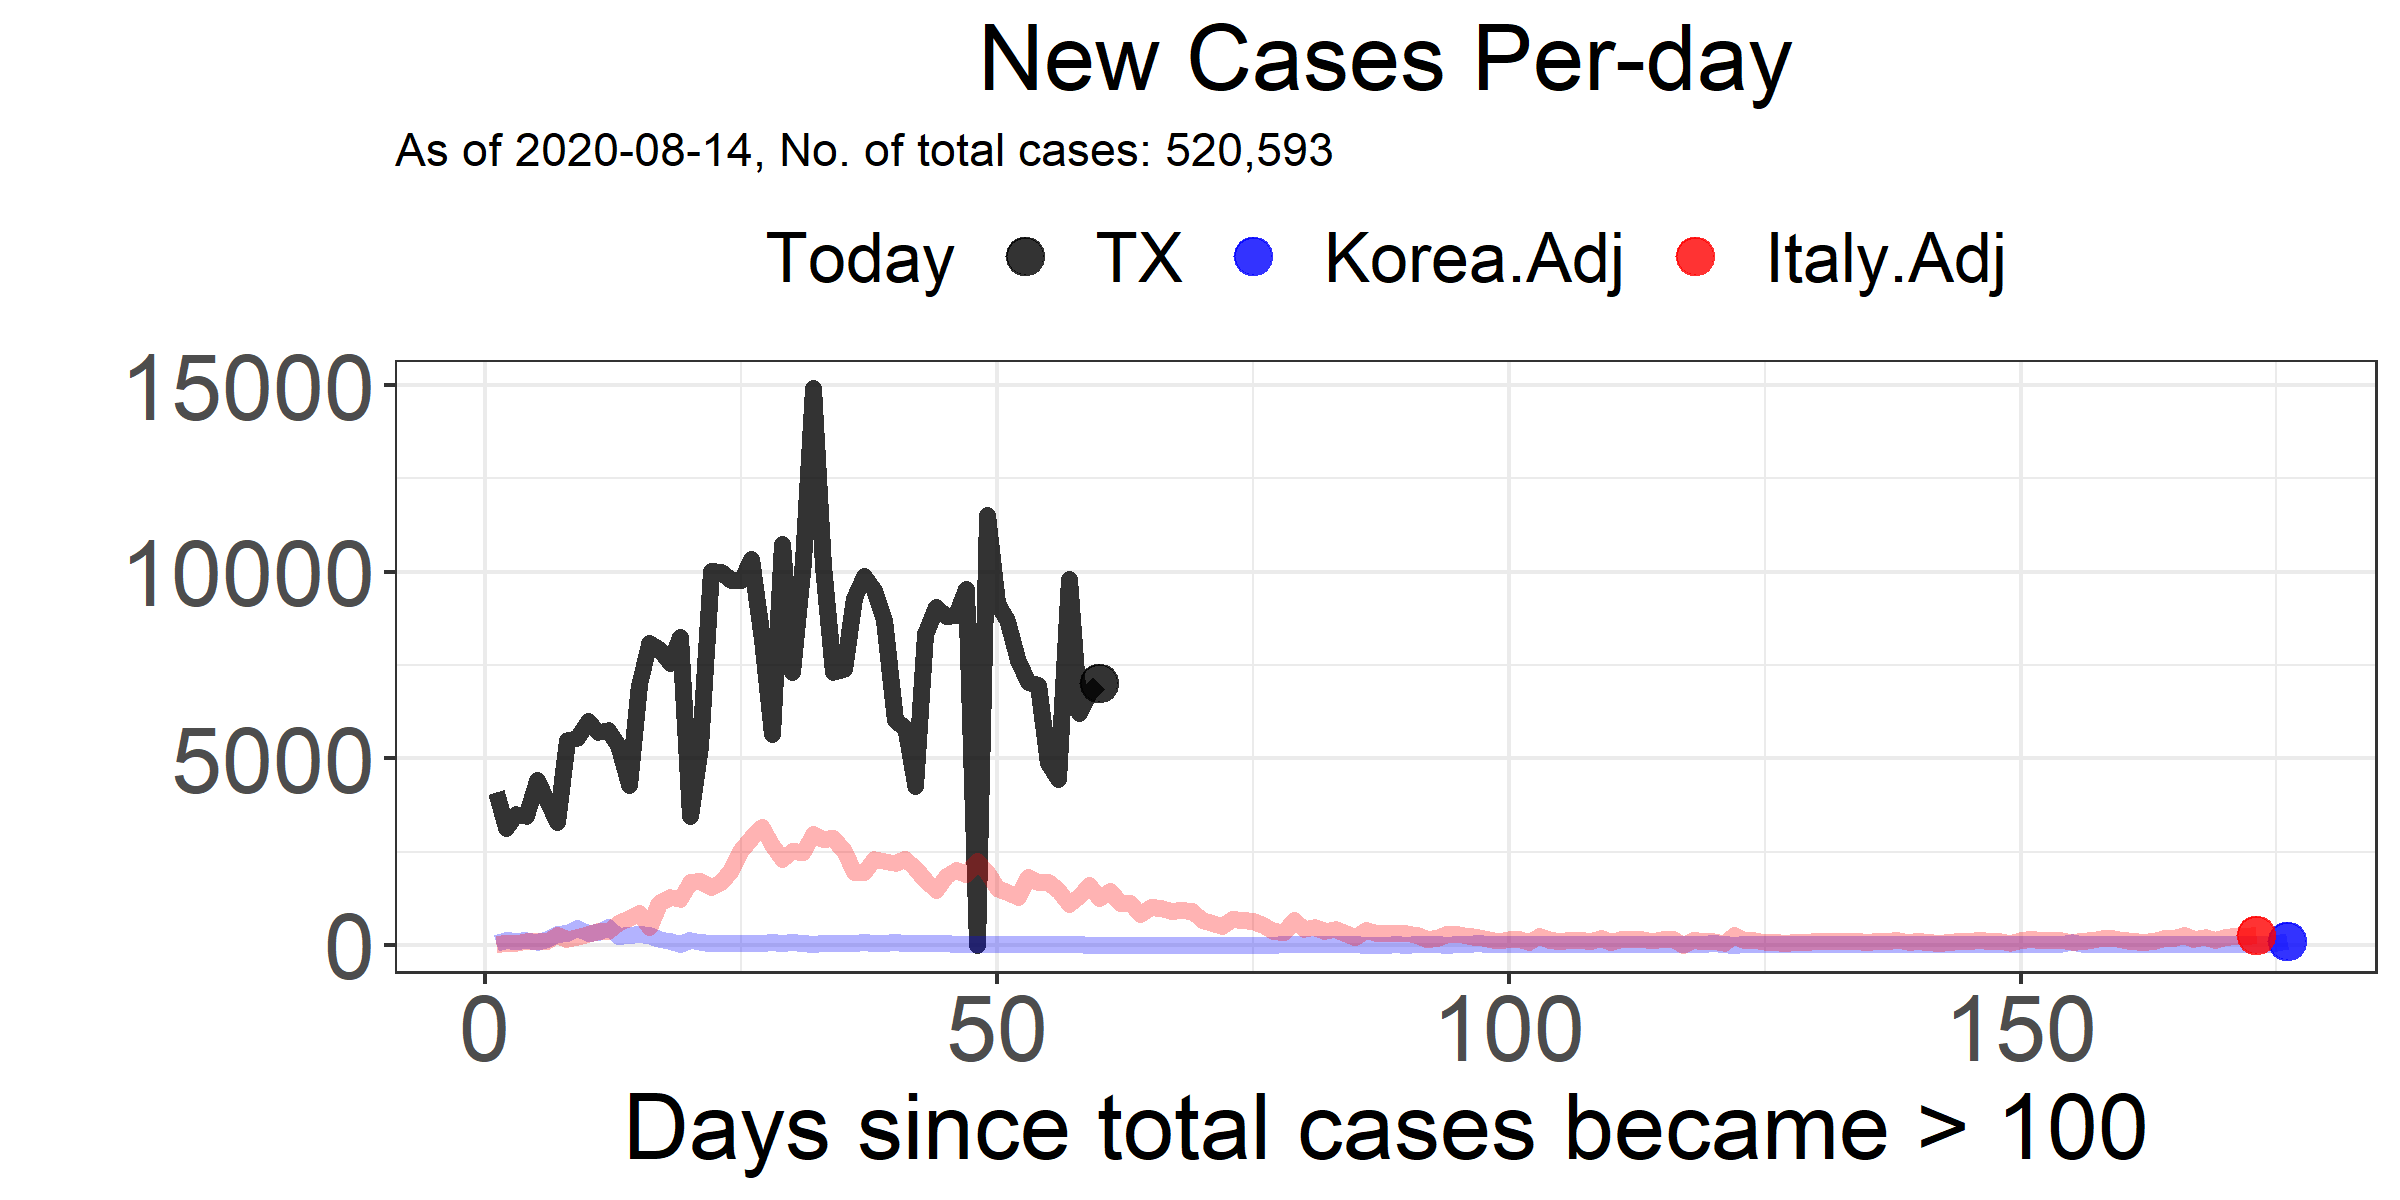 New Cases Per-day
As of 2020-08-14, No. of total cases: 520,593
Today TX Korea.Adj Italy.Adj
15000
10000
5000
0
0 50 100 150
Days since total cases became > 100